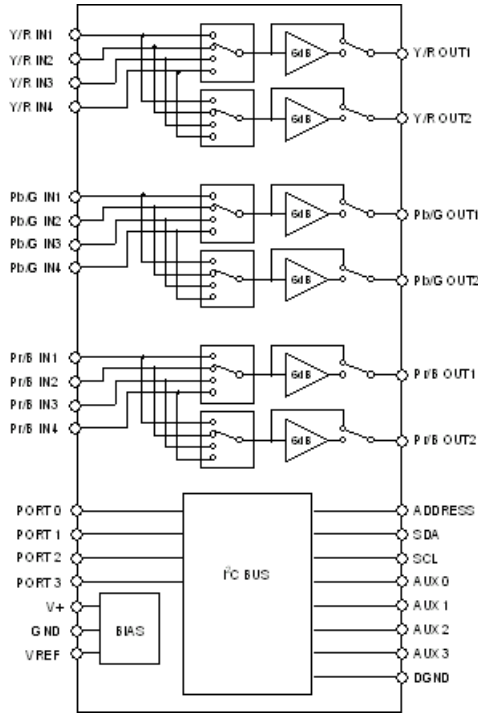 Y/R IN1
Y/R OUT1
Y/R IN2
6dB
Y/R IN3
Y/R IN4
Y/R OUT2
6dB
Pb/G IN1
Pb/G OUT1
Pb/G IN2
6dB
Pb/G IN3
Pb/G IN4
Pb/G OUT2
6dB
Pr/B IN1
Pr/B OUT1
Pr/B IN2
6dB
Pr/B IN3
Pr/B IN4
Pr/B OUT2
6dB
PORT 0
PORT 1
PORT 2
PORT 3
V+
GND
VREF
BIAS
I²C BUS
ADDRESS
SDA
SCL
AUX 0
AUX 1
AUX 2
AUX 3
DGND